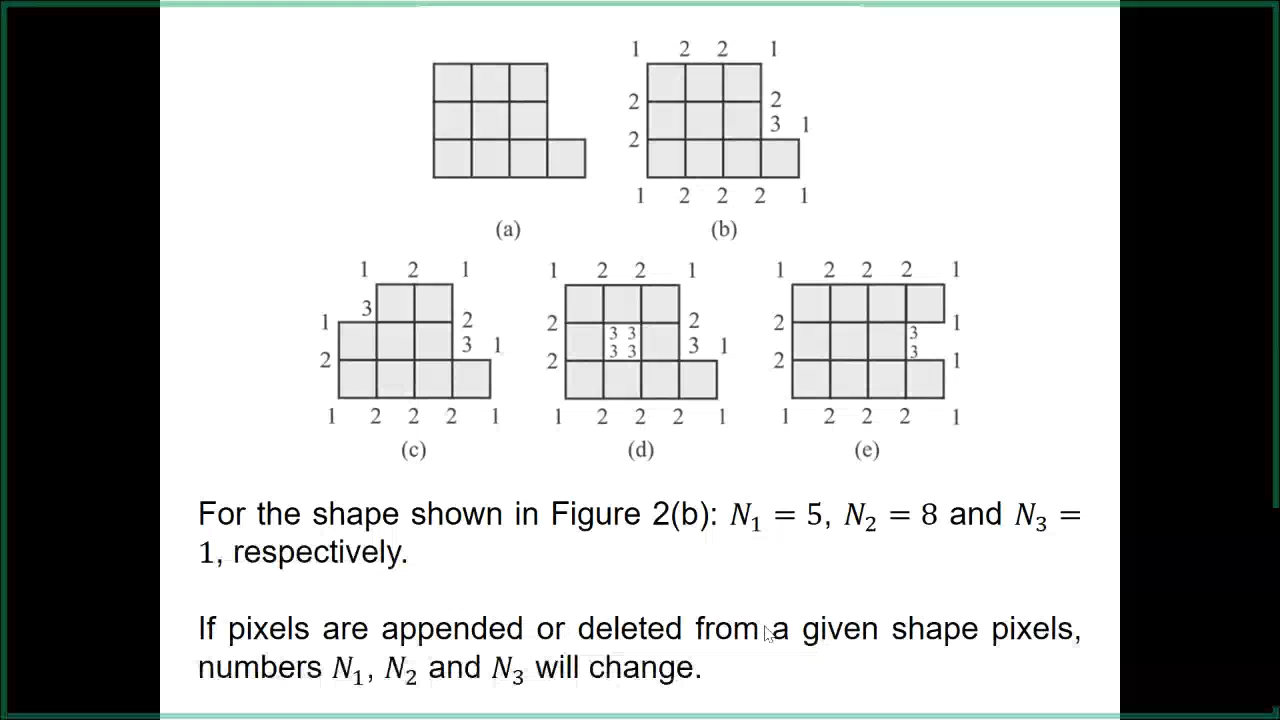 1 2 2 1
2 2
3 1
2
1 2 2 2 1
(a) (b)
1 2 1 1 2 2 1 1 2 2 2 1
3
1 2 2 2 2 1
3 3 3
3 1 3 3 3 1 3
2 2 2 1
1 2 2 2 1 1 2 2 2 1 1 2 2 2 1
(c) (d) (e)
For the shape shown in Figure 2(b): N₁ = 5, N₂ = 8 and N₃ =
1, respectively.
If pixels are appended or deleted from a given shape pixels,
numbers N₁, N₂ and N₃ will change.